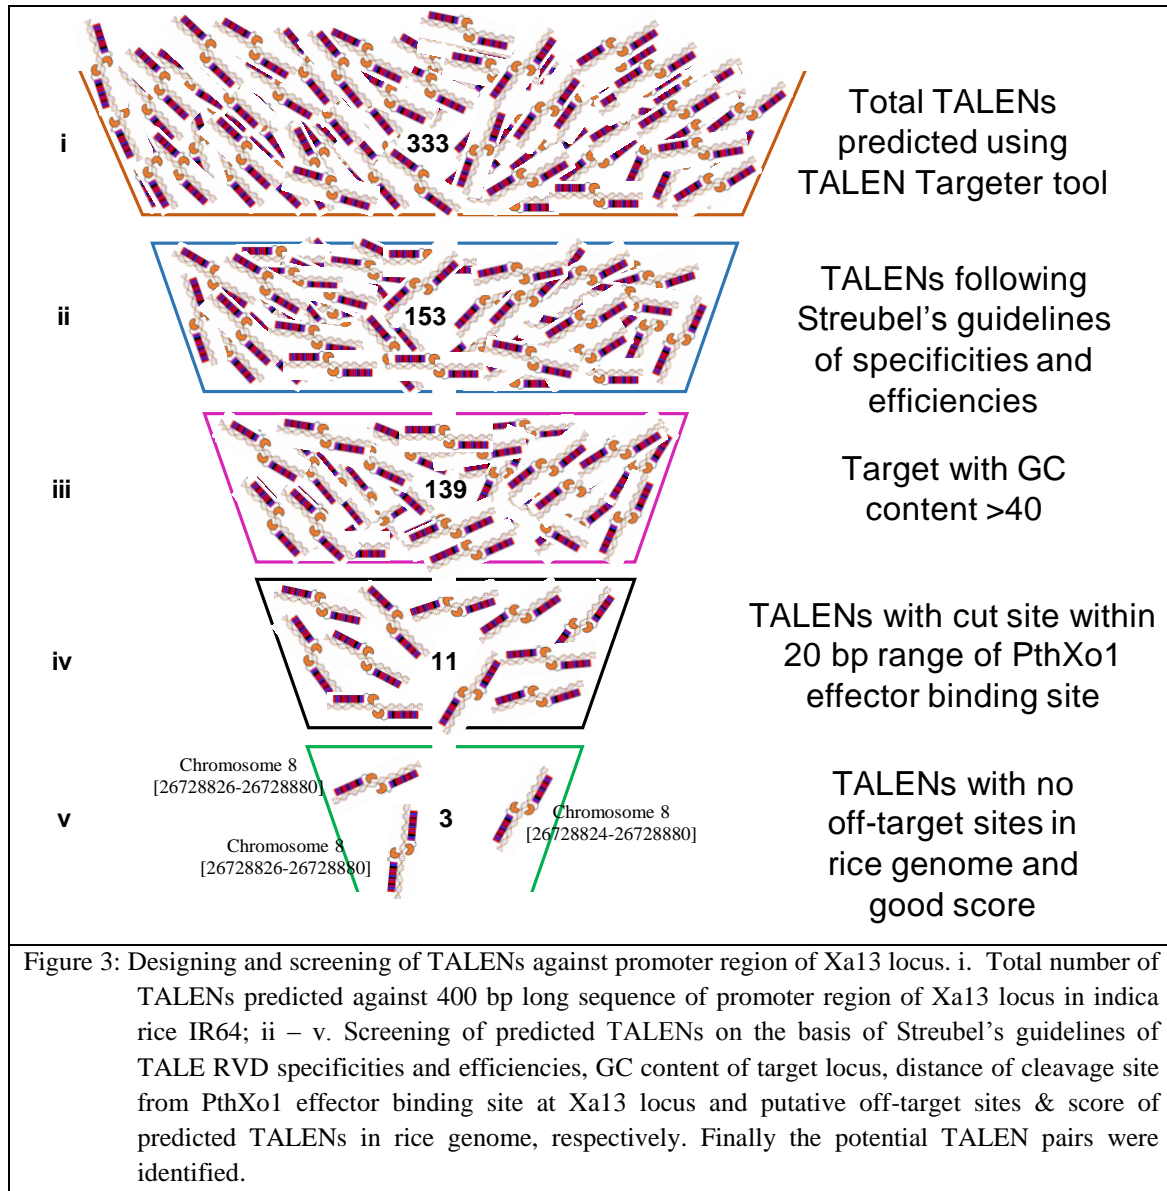 i
333
Total TALENs
predicted using
TALEN Targeter tool
ii
153
TALENs following
Streubel’s guidelines
of specificities and
efficiencies
iii
139
Target with GC
content >40
iv
11
TALENs with cut site within
20 bp range of PthXo1
effector binding site
v
Chromosome 8
[26728826-26728880]
3
Chromosome 8
[26728824-26728880]
Chromosome 8
[26728826-26728880]
TALENs with no
off-target sites in
rice genome and
good score
Figure 3: Designing and screening of TALENs against promoter region of Xa13 locus. i. Total number of
TALENs predicted against 400 bp long sequence of promoter region of Xa13 locus in indica
rice IR64; ii – v. Screening of predicted TALENs on the basis of Streubel’s guidelines of
TALE RVD specificities and efficiencies, GC content of target locus, distance of cleavage site
from PthXo1 effector binding site at Xa13 locus and putative off-target sites & score of
predicted TALENs in rice genome, respectively. Finally the potential TALEN pairs were
identified.